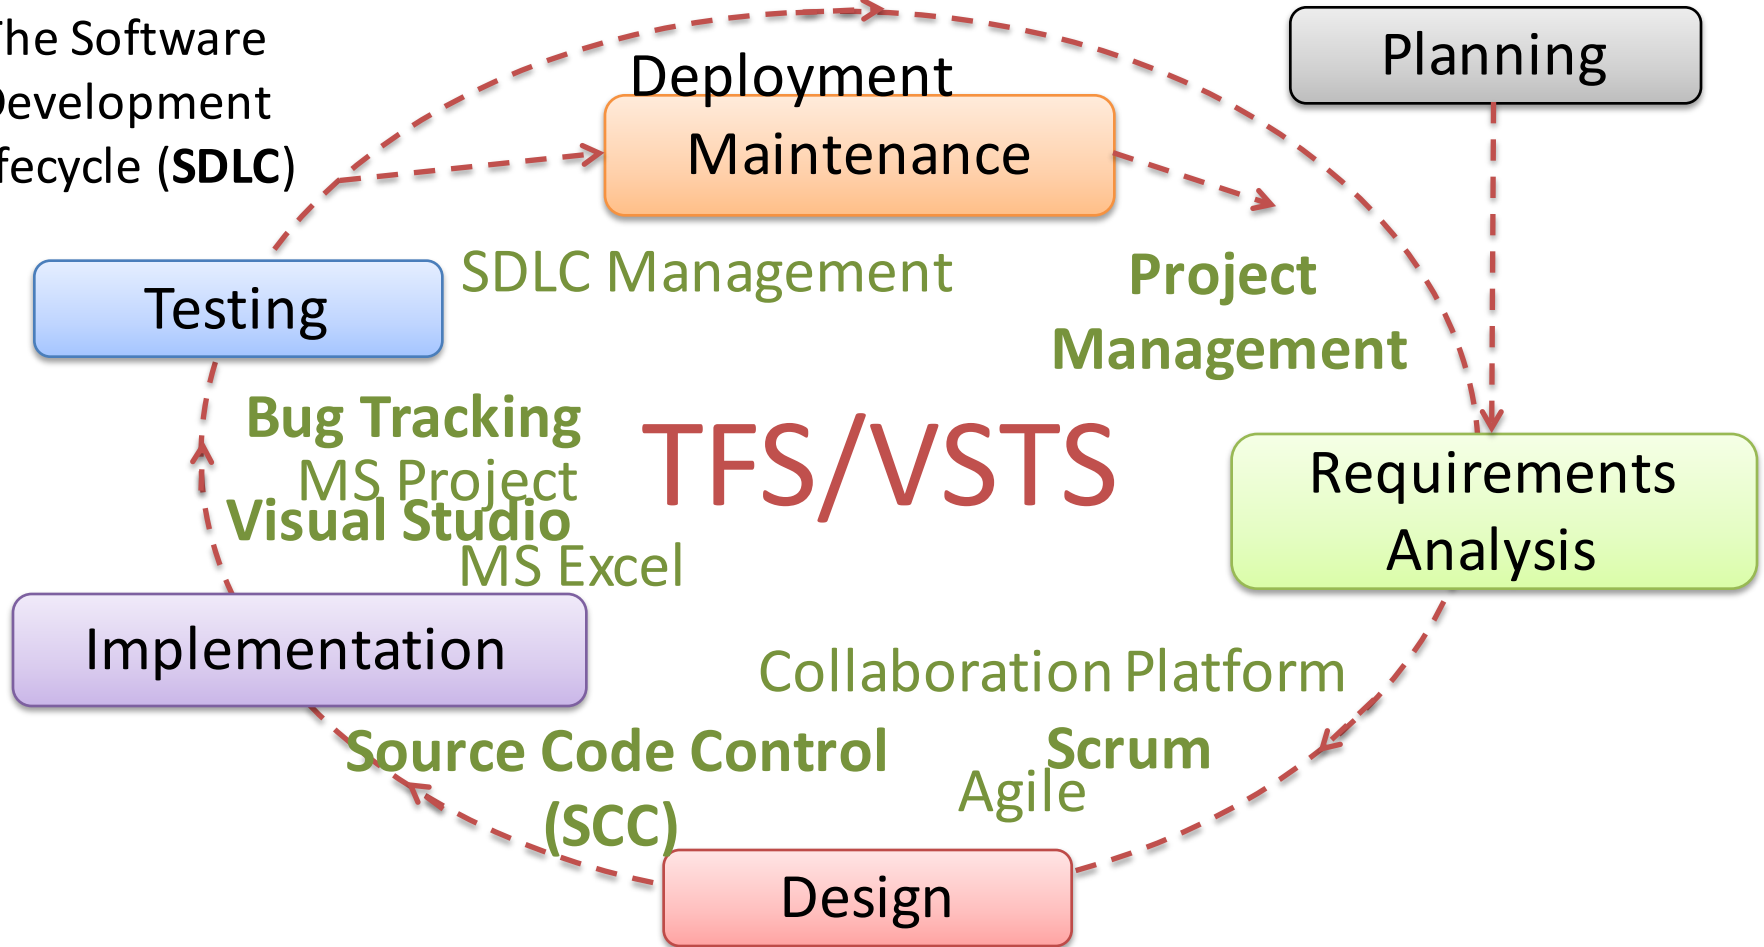 he Software
evelopment
fecycle (SDLC)
Deployment
Maintenance
Planning
Testing
SDLC Management
Project
Management
Bug Tracking
MS Project
Visual Studio
MS Excel
TFS/VSTS
Requirements
Analysis
Implementation
Collaboration Platform
Source Code Control
(SCC)
Scrum
Agile
Design